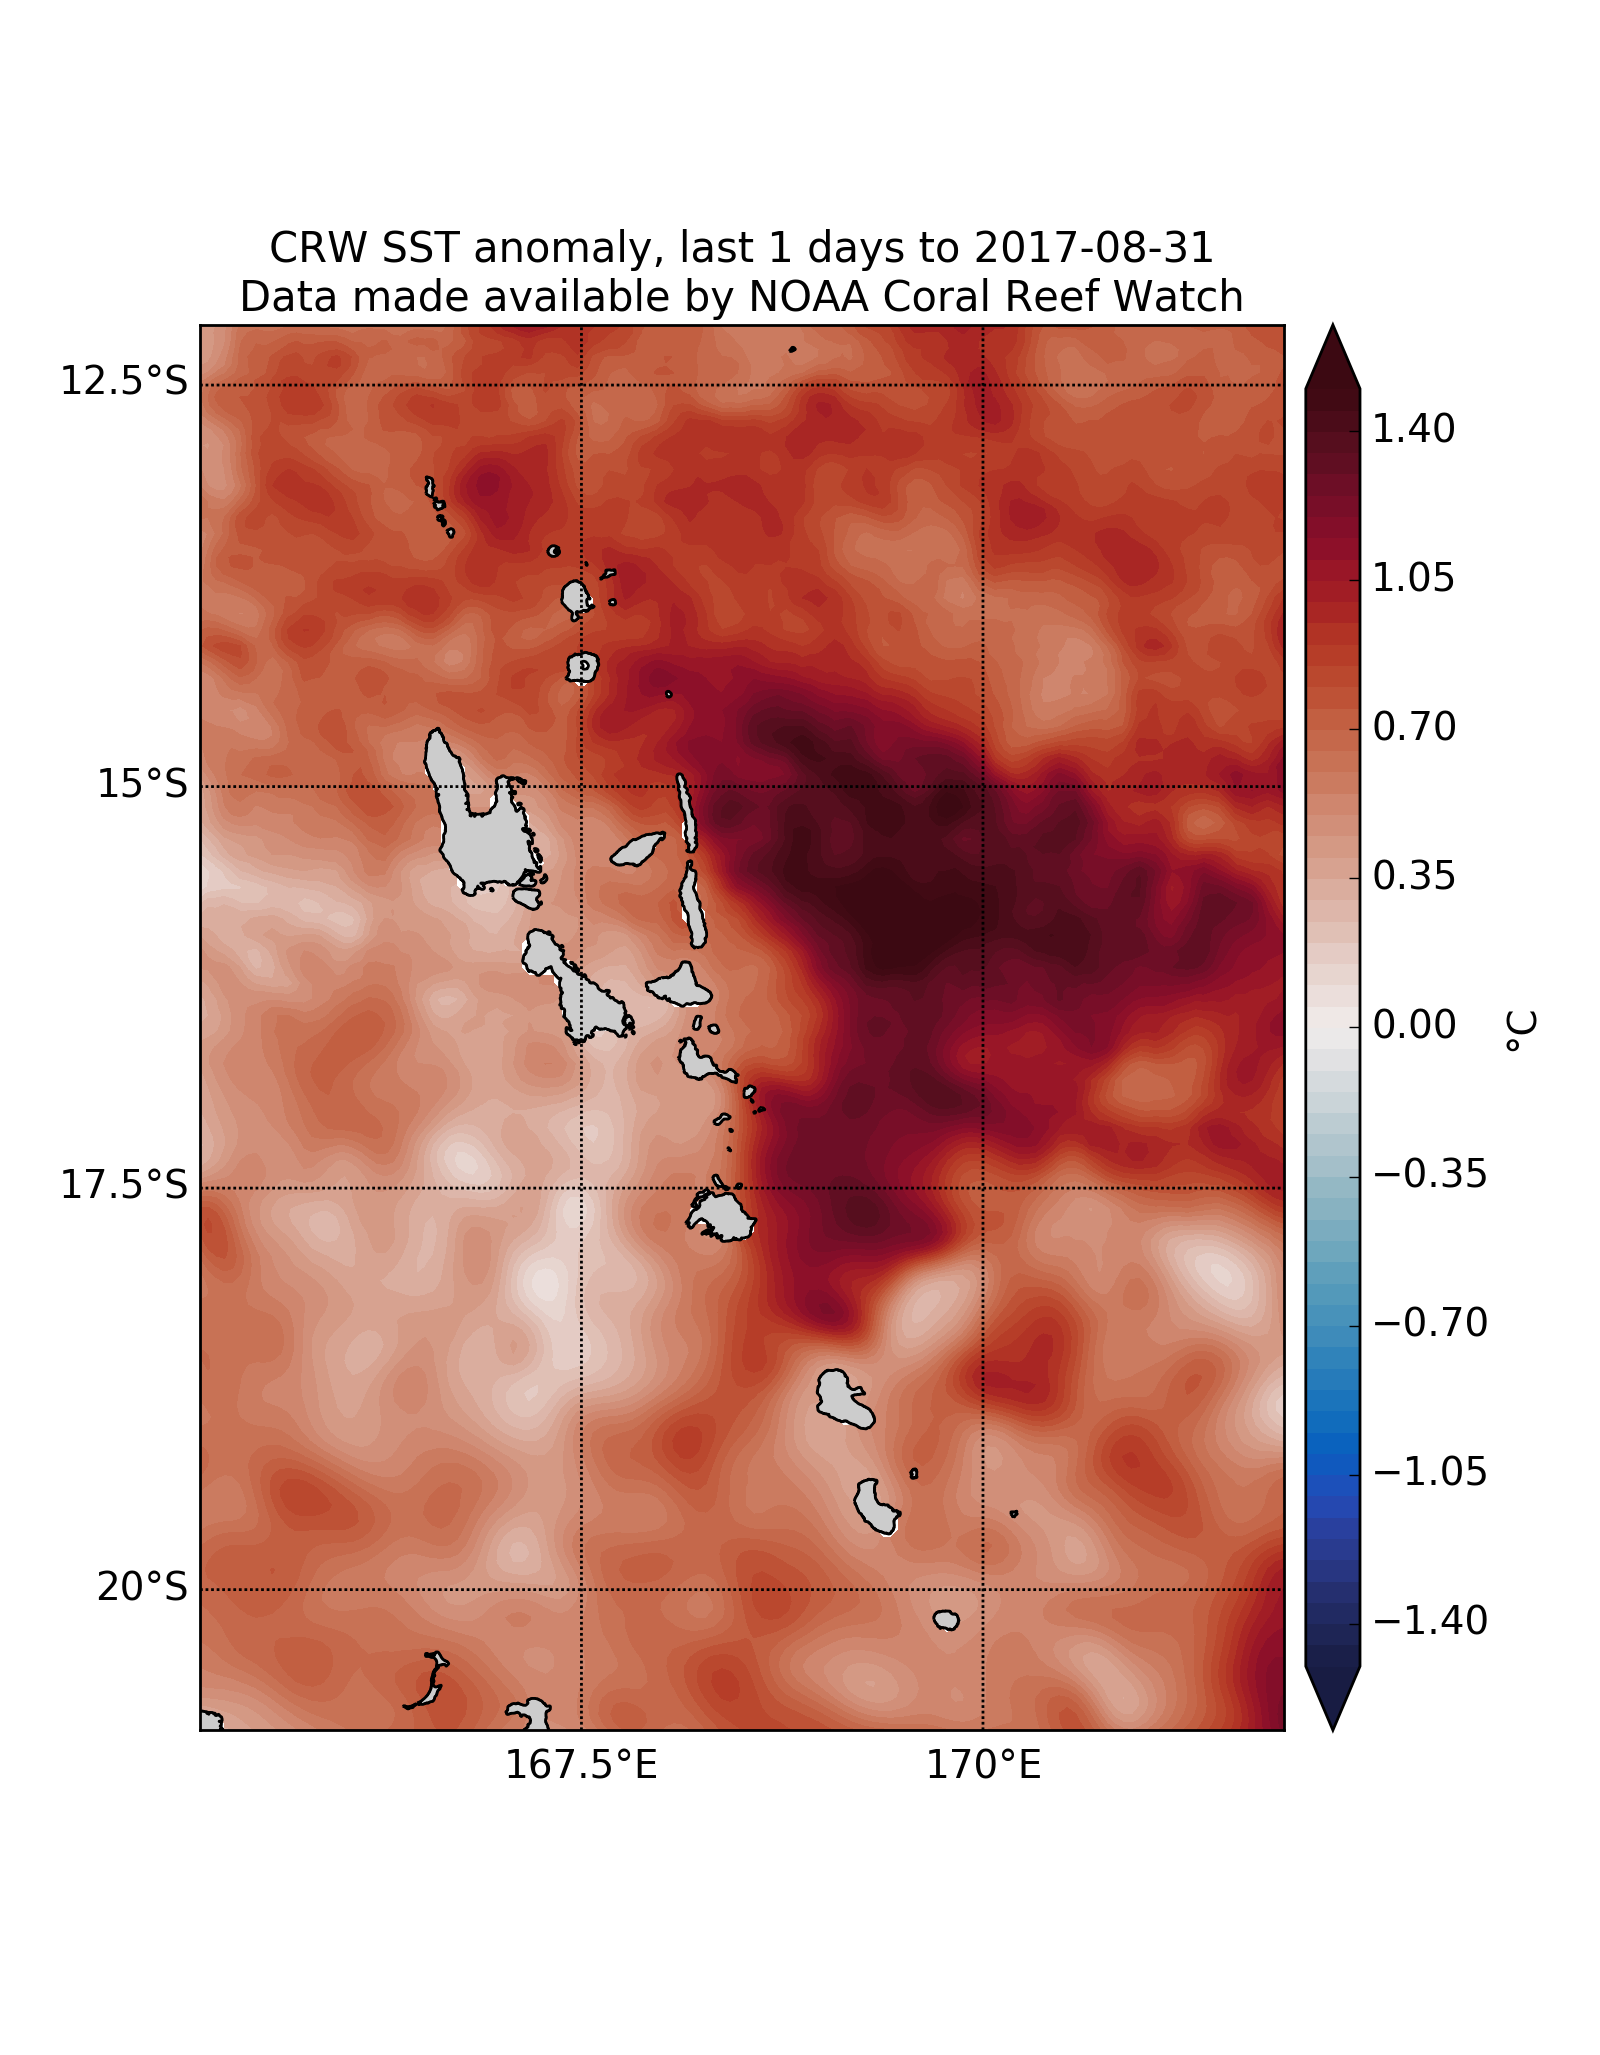 CRW SST anomaly, last 1 days to 2017-08-31
Data made available by NOAA Coral Reef Watch
12.5°S
15°S
17.5°S
20°S
167.5°E
170°E
1.40
1.05
0.70
0.35
0.00
−0.35
−0.70
−1.05
−1.40
°C